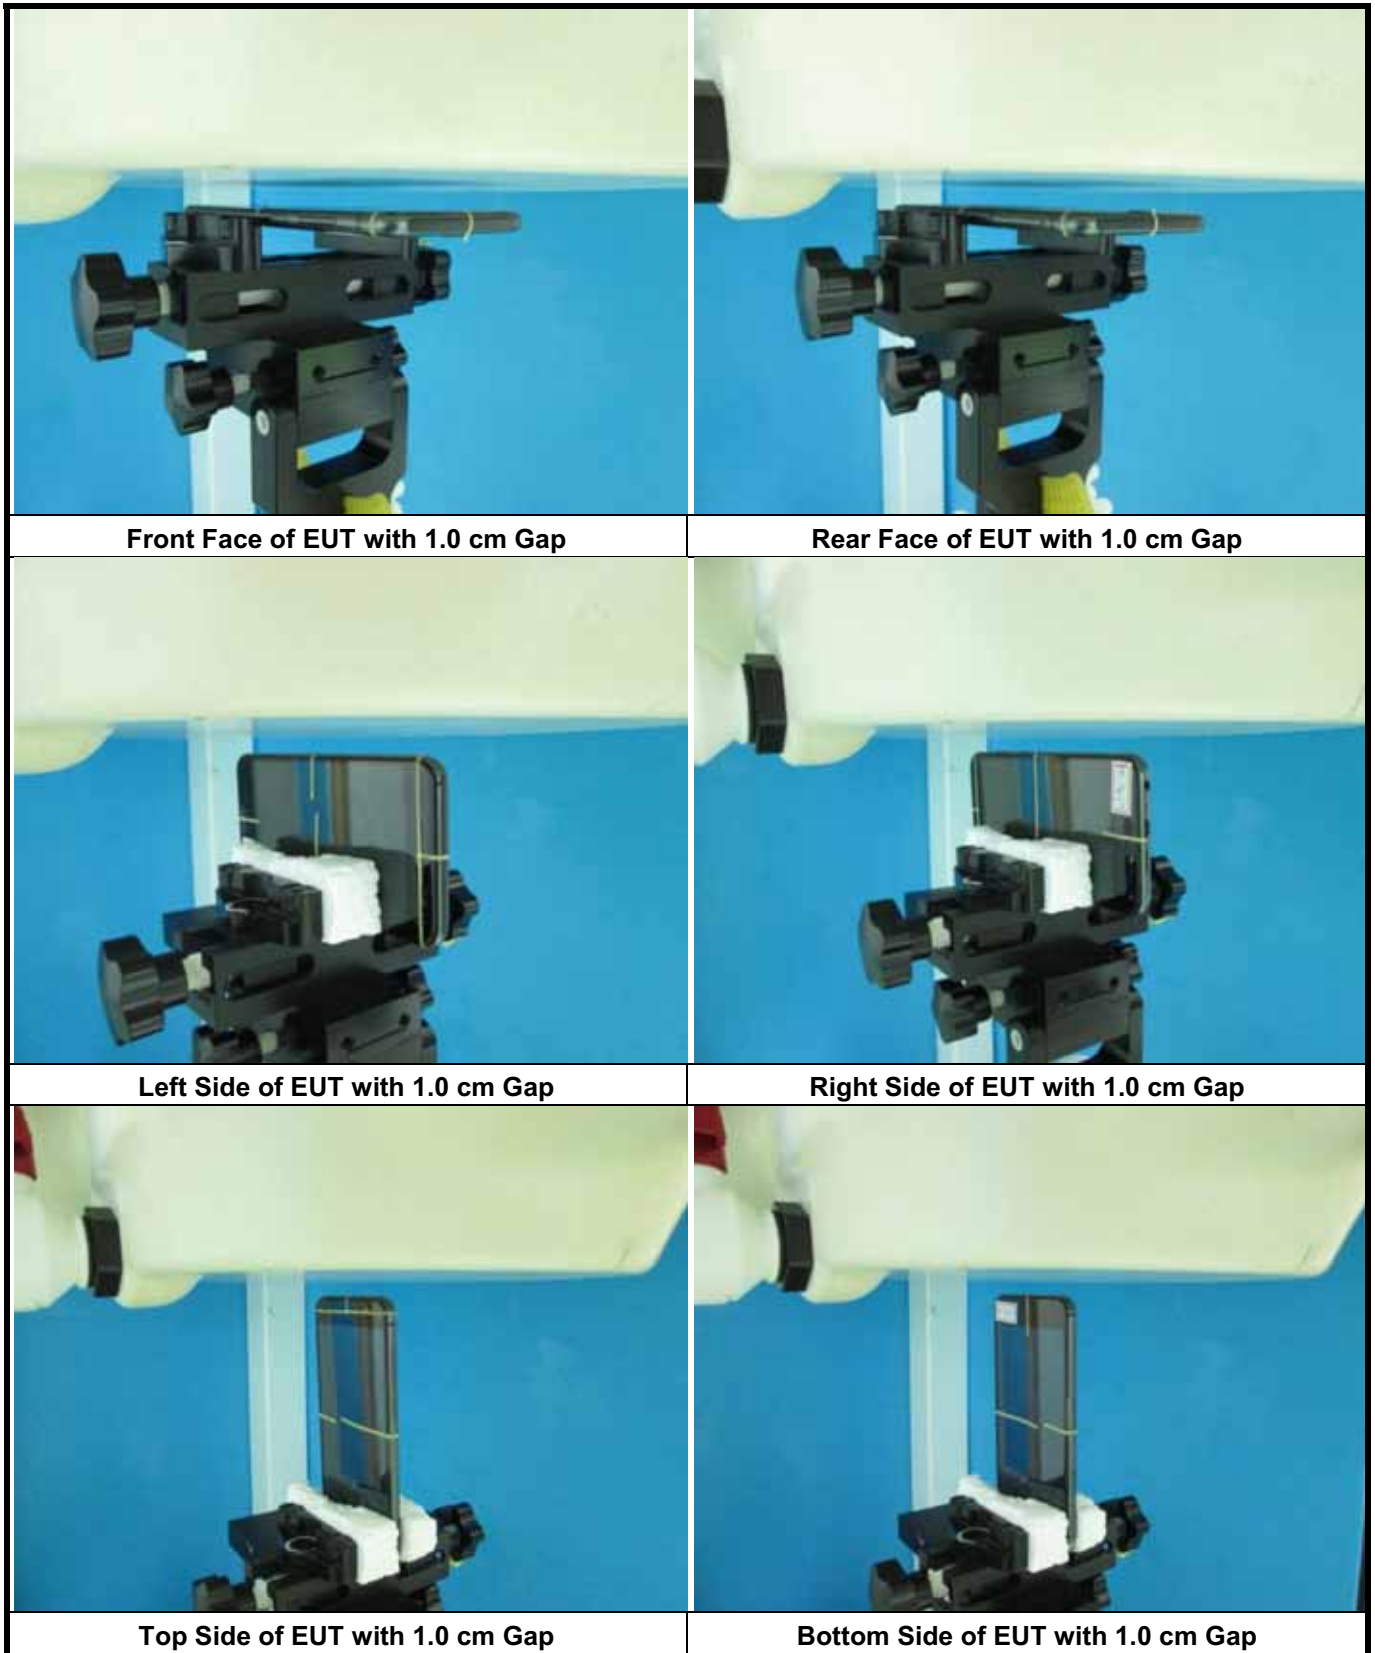 Front Face of EUT with 1.0 cm Gap
Rear Face of EUT with 1.0 cm Gap
Left Side of EUT with 1.0 cm Gap
Right Side of EUT with 1.0 cm Gap
Top Side of EUT with 1.0 cm Gap
Bottom Side of EUT with 1.0 cm Gap